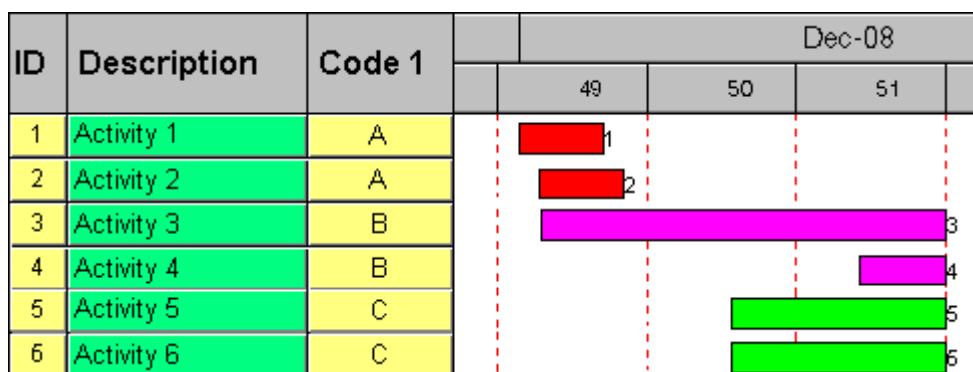 ID Description Code 1 Dec-08
49 50 51
1 Activity 1 A 1
2 Activity 2 A 2
3 Activity 3 B 3
4 Activity 4 B 4
5 Activity 5 C 5
6 Activity 6 C 6